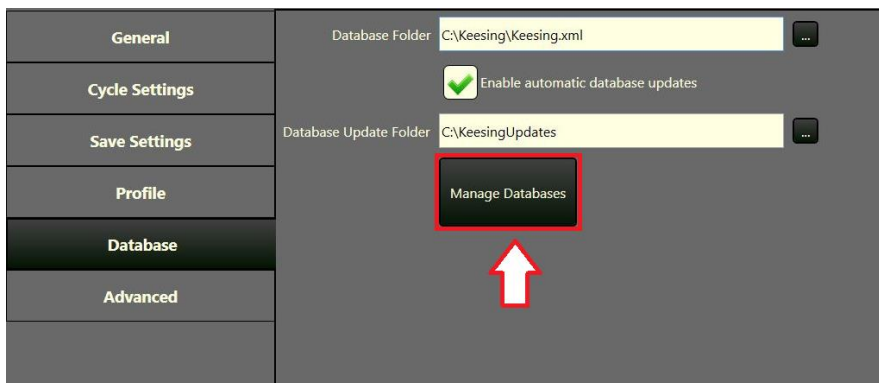 General
Cycle Settings
Save Settings
Profile
Database
Advanced
Database Folder C:\Keesing\Keesing.xml ...
Enable automatic database updates
Database Update Folder C:\KeesingUpdates ...
Manage Databases